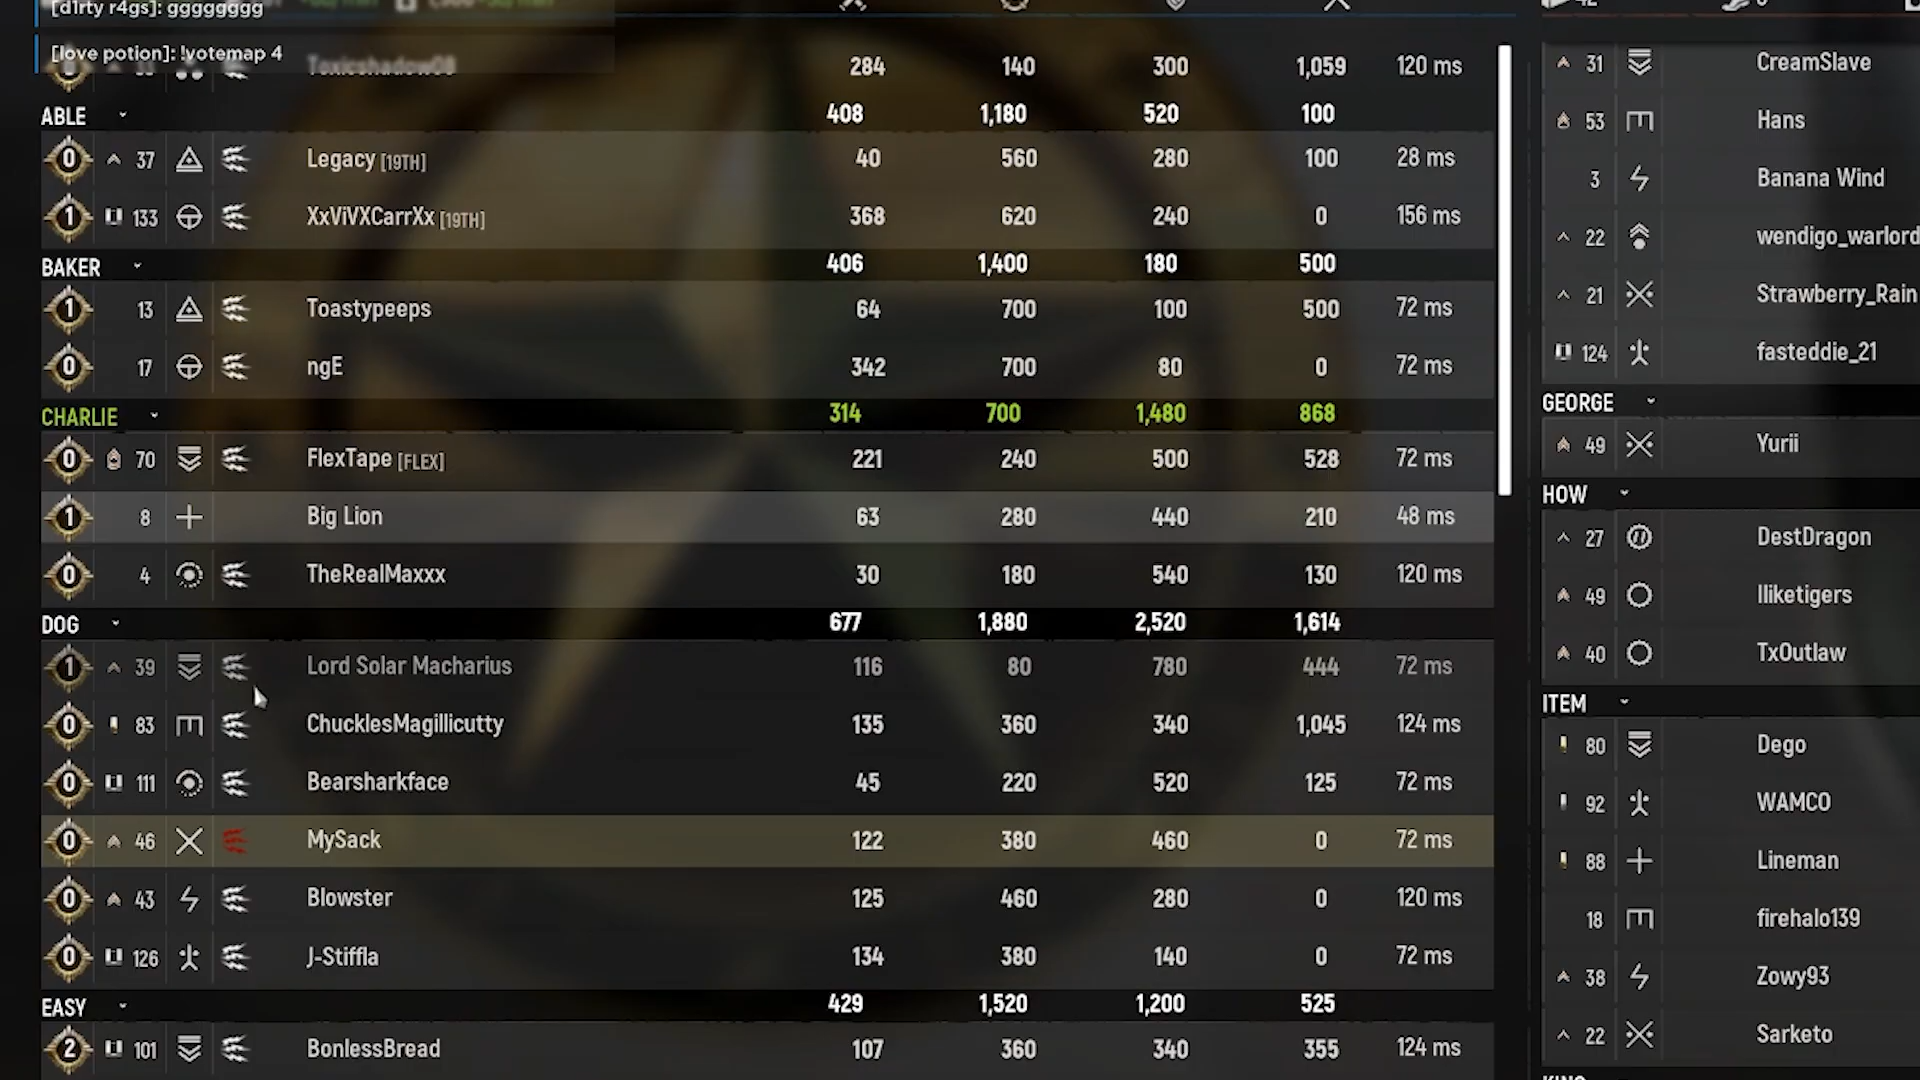 [d1rty r4gs]: gggggggg
[love potion]: !votemap 4
Toxicshadow08 284 140 300 1,059 120 ms
ABLE 408 1,180 520 100
0 37 Legacy [19TH] 40 560 280 100 28 ms
1 133 XxViVXCarrXx [19TH] 368 620 240 0 156 ms
BAKER 406 1,400 180 500
1 13 Toastypeeps 64 700 100 500 72 ms
0 17 ngE 342 700 80 0 72 ms
CHARLIE 314 700 1,480 868
0 70 FlexTape [FLEX] 221 240 500 528 72 ms
1 8 Big Lion 63 280 440 210 48 ms
0 4 TheRealMaxxx 30 180 540 130 120 ms
DOG 677 1,880 2,520 1,614
1 39 Lord Solar Macharius 116 80 780 444 72 ms
0 83 ChucklesMagillicutty 135 360 340 1,045 124 ms
0 111 Bearsharkface 45 220 520 125 72 ms
0 46 MySack 122 380 460 0 72 ms
0 43 Blowster 125 460 280 0 120 ms
0 126 J-Stiffla 134 380 140 0 72 ms
EASY 429 1,520 1,200 525
2 101 BonlessBread 107 360 340 355 124 ms
31 CreamSlave
53 Hans
3 Banana Wind
22 wendigo_warlord
21 Strawberry_Rain
124 fasteddie_21
GEORGE
49 Yurii
HOW
27 DestDragon
49 Iliketigers
40 TxOutlaw
ITEM
80 Dego
92 WAMCO
88 Lineman
18 firehalo139
38 Zowy93
22 Sarketo